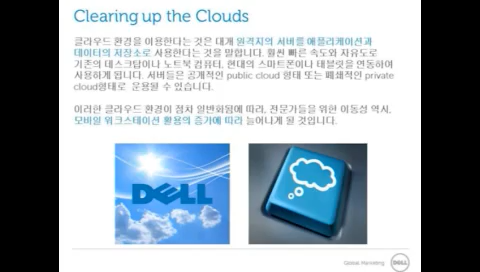 Clearing up the Clouds
클라우드 환경을 이용한다는 것은 대개 원격지의 서버를 애플리케이션과
데이터의 저장소로 사용한다는 것을 말합니다. 훨씬 빠른 속도와 자유도로
기존의 데스크탑이나 노트북 컴퓨터, 현대의 스마트폰이나 태블릿을 연동하여
사용하게 됩니다. 서버들은 공개적인 public cloud 형태 또는 폐쇄적인 private
cloud형태로 운용될 수 있습니다.
이러한 클라우드 환경이 점차 일반화됨에 따라, 전문가들을 위한 이동성 역시,
모바일 워크스테이션 활용의 증가에 따라 늘어나게 될 것입니다.
DELL
Global Marketing
DELL